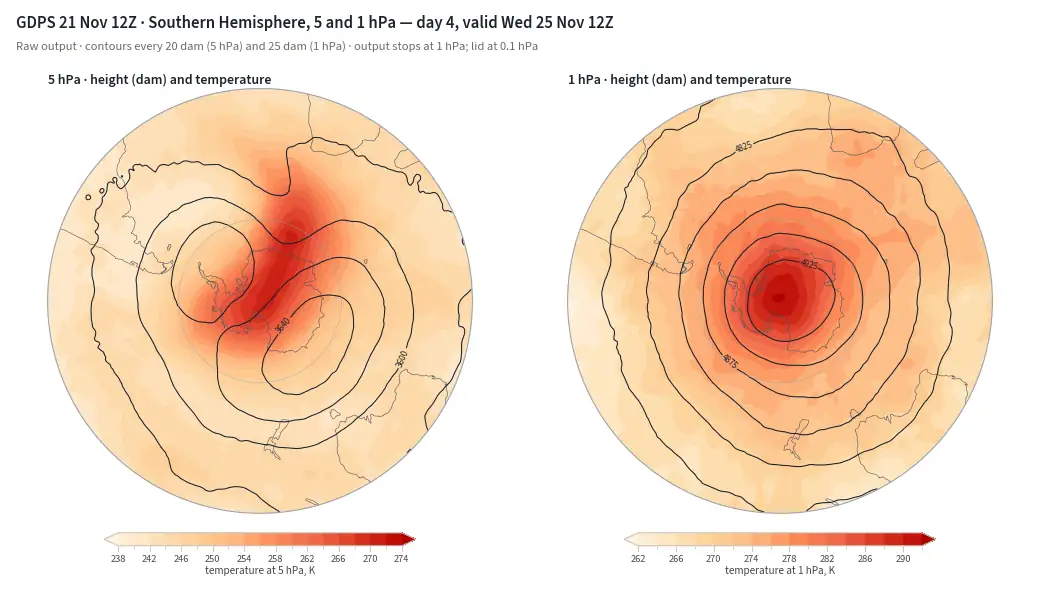 GDPS 21 Nov 12Z · Southern Hemisphere, 5 and 1 hPa — day 4, valid Wed 25 Nov 12Z
Raw output · contours every 20 dam (5 hPa) and 25 dam (1 hPa) · output stops at 1 hPa; lid at 0.1 hPa
5 hPa · height (dam) and temperature
1 hPa · height (dam) and temperature
4825
4925
3640
3600
4875
238 242 246 250 254 258 262 266 270 274
temperature at 5 hPa, K
262 266 270 274 278 282 286 290
temperature at 1 hPa, K